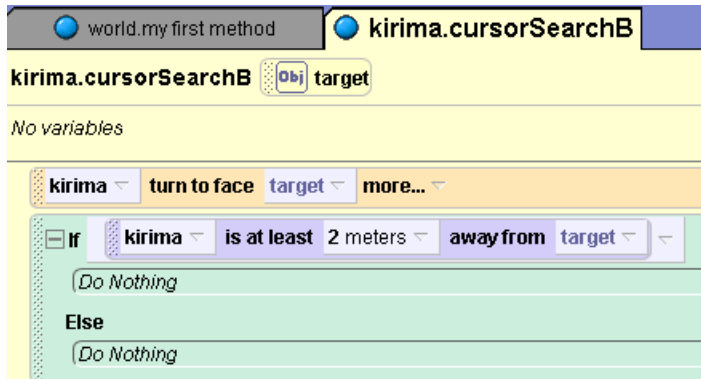 world.my first method kirima.cursorSearchB
kirima.cursorSearchB Obj target
No variables
kirima turn to face target more...
If kirima is at least 2 meters away from target
Do Nothing
Else
Do Nothing